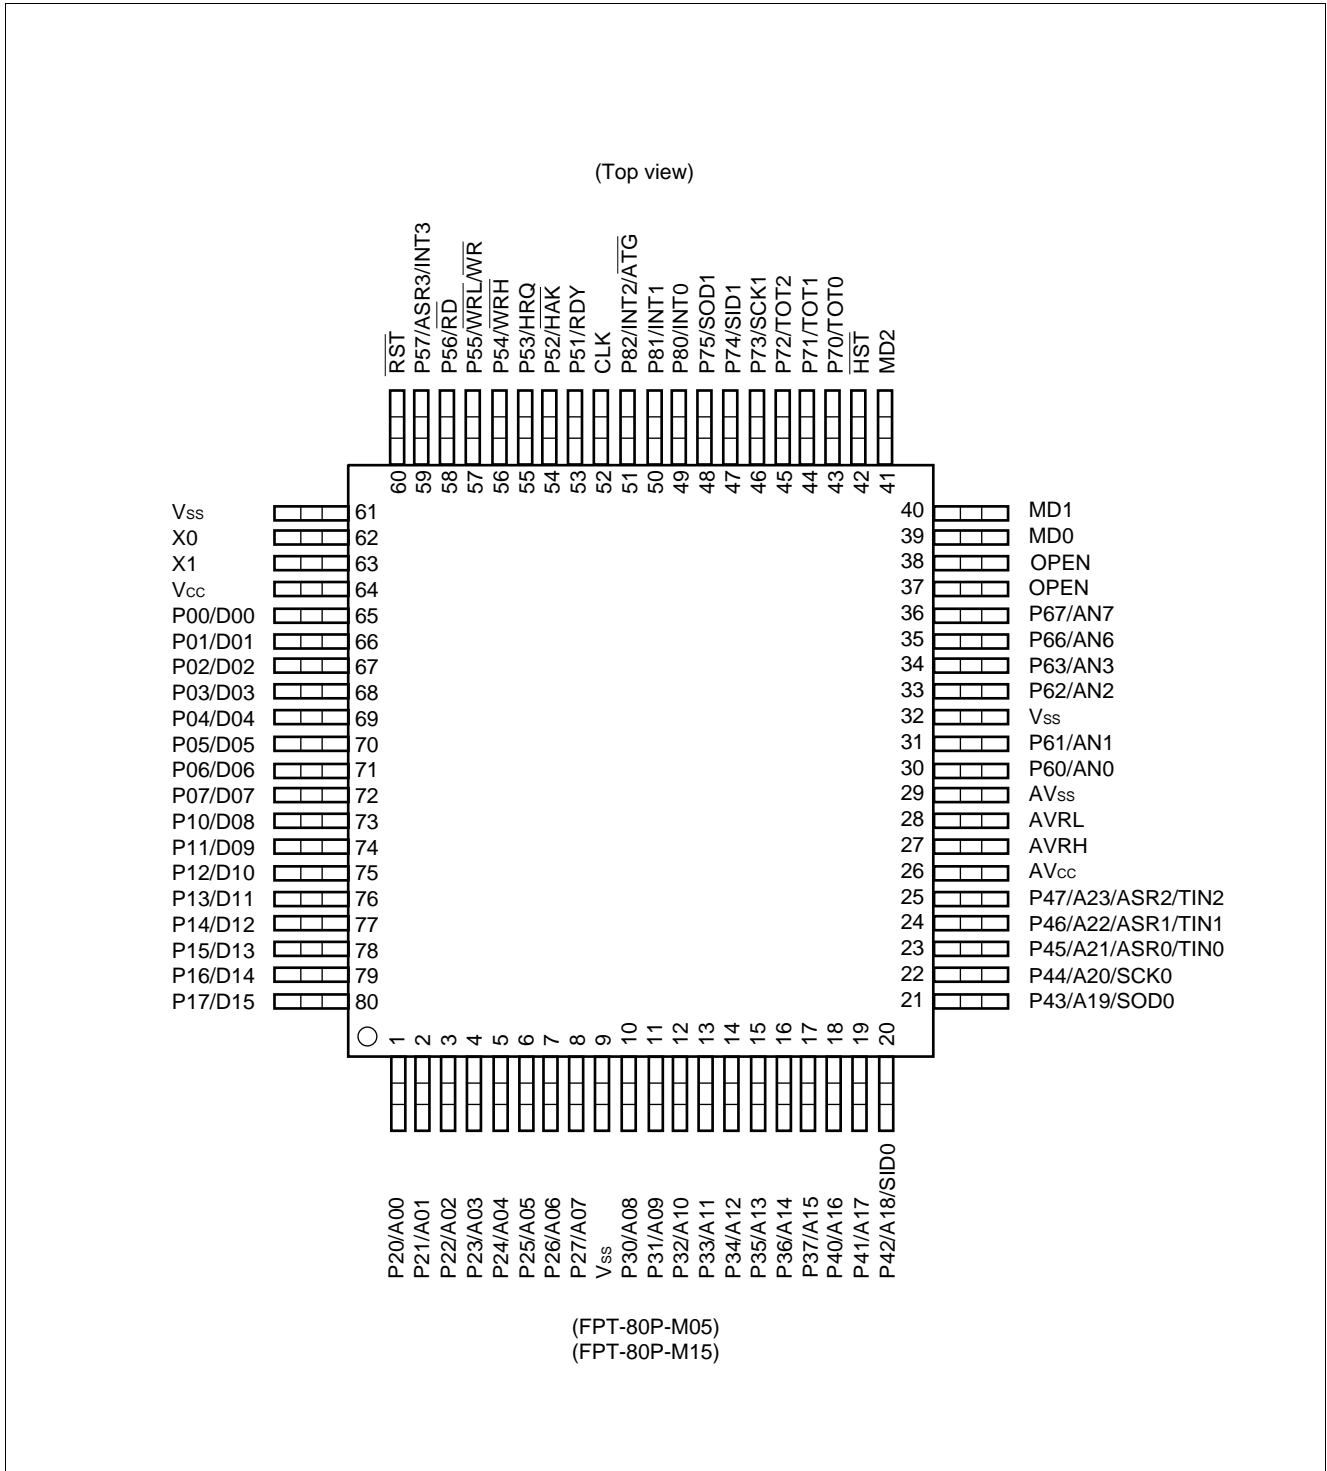 (Top view)
R̅S̅T̅
P57/ASR3/INT3
P56/R̅D̅
P55/W̅R̅L̅/W̅R̅
P54/W̅R̅H̅
P53/HRQ
P52/H̅A̅K̅
P51/RDY
CLK
P82/INT2/A̅T̅G̅
P81/INT1
P80/INT0
P75/SOD1
P74/SID1
P73/SCK1
P72/TOT2
P71/TOT1
P70/TOT0
H̅S̅T̅
MD2
60
59
58
57
56
55
54
53
52
51
50
49
48
47
46
45
44
43
42
41
Vss 61
X0 62
X1 63
Vcc 64
P00/D00 65
P01/D01 66
P02/D02 67
P03/D03 68
P04/D04 69
P05/D05 70
P06/D06 71
P07/D07 72
P10/D08 73
P11/D09 74
P12/D10 75
P13/D11 76
P14/D12 77
P15/D13 78
P16/D14 79
P17/D15 80
40 MD1
39 MD0
38 OPEN
37 OPEN
36 P67/AN7
35 P66/AN6
34 P63/AN3
33 P62/AN2
32 Vss
31 P61/AN1
30 P60/AN0
29 AVss
28 AVRL
27 AVRH
26 AVcc
25 P47/A23/ASR2/TIN2
24 P46/A22/ASR1/TIN1
23 P45/A21/ASR0/TIN0
22 P44/A20/SCK0
21 P43/A19/SOD0
1
2
3
4
5
6
7
8
9
10
11
12
13
14
15
16
17
18
19
20
P20/A00
P21/A01
P22/A02
P23/A03
P24/A04
P25/A05
P26/A06
P27/A07
Vss
P30/A08
P31/A09
P32/A10
P33/A11
P34/A12
P35/A13
P36/A14
P37/A15
P40/A16
P41/A17
P42/A18/SID0
(FPT-80P-M05)
(FPT-80P-M15)